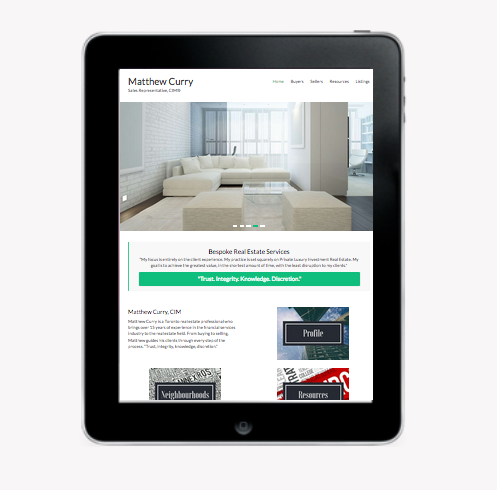 Matthew Curry
Sales Representative, CIM®
Home Buyers Sellers Resources Listings
Bespoke Real Estate Services
"My focus is entirely on the client experience. My practice is set squarely on Private Luxury Investment Real Estate. My
goal is to achieve the greatest value, in the shortest amount of time, with the least disruption to my clients."
"Trust. Integrity. Knowledge. Discretion."
Matthew Curry, CIM
Matthew Curry is a Toronto real estate professional who
brings over 15 years of experience in the financial services
industry to the real estate field. From buying to selling,
Matthew guides his clients through every step of the
process. "Trust, integrity, knowledge, discretion."
Profile
Neighbourhoods
Resources